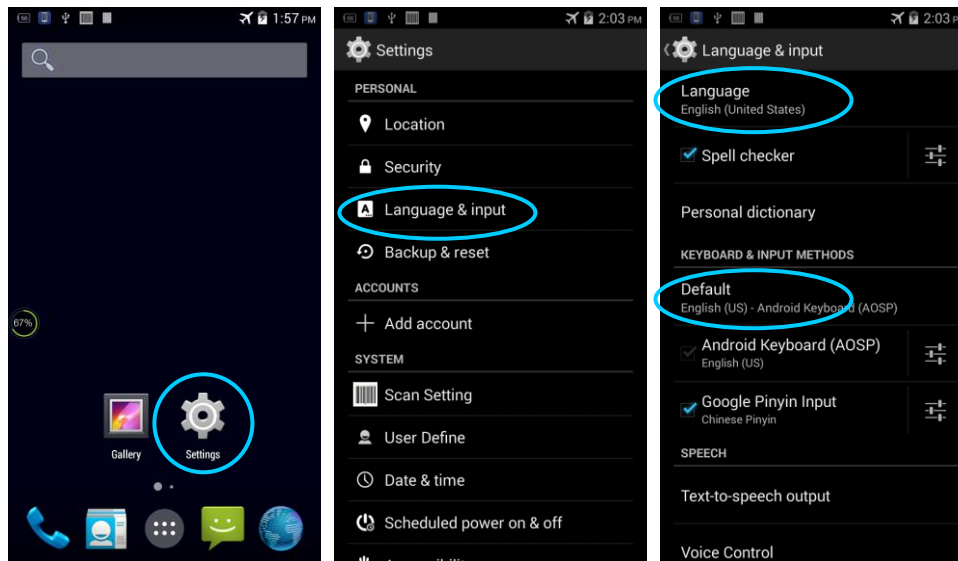 1:57 PM
67%
Gallery
Settings
2:03 PM
Settings
PERSONAL
Location
Security
Language & input
Backup & reset
ACCOUNTS
Add account
SYSTEM
Scan Setting
User Define
Date & time
Scheduled power on & off
2:03 P
Language & input
Language
English (United States)
Spell checker
Personal dictionary
KEYBOARD & INPUT METHODS
Default
English (US) - Android Keyboard (AOSP)
Android Keyboard (AOSP)
English (US)
Google Pinyin Input
Chinese Pinyin
SPEECH
Text-to-speech output
Voice Control